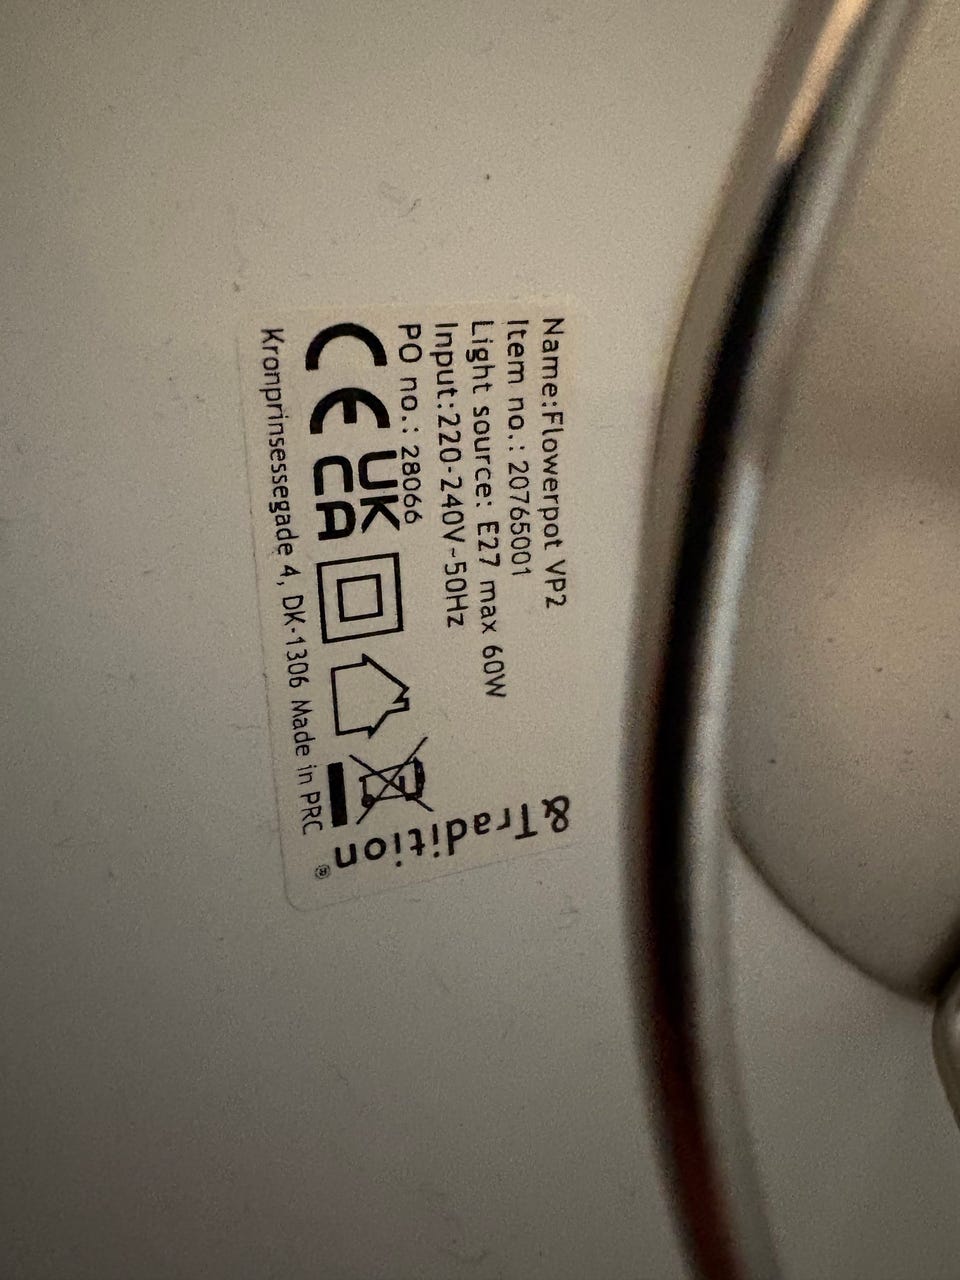 Name:Flowerpot VP2
Item no.: 20765001
Light source: E27 max 60W
Input:220-240V~50Hz
PO no.: 28066
CE UK
CA
Kronprinsessegade 4, DK-1306 Made in PRC
&Tradition®